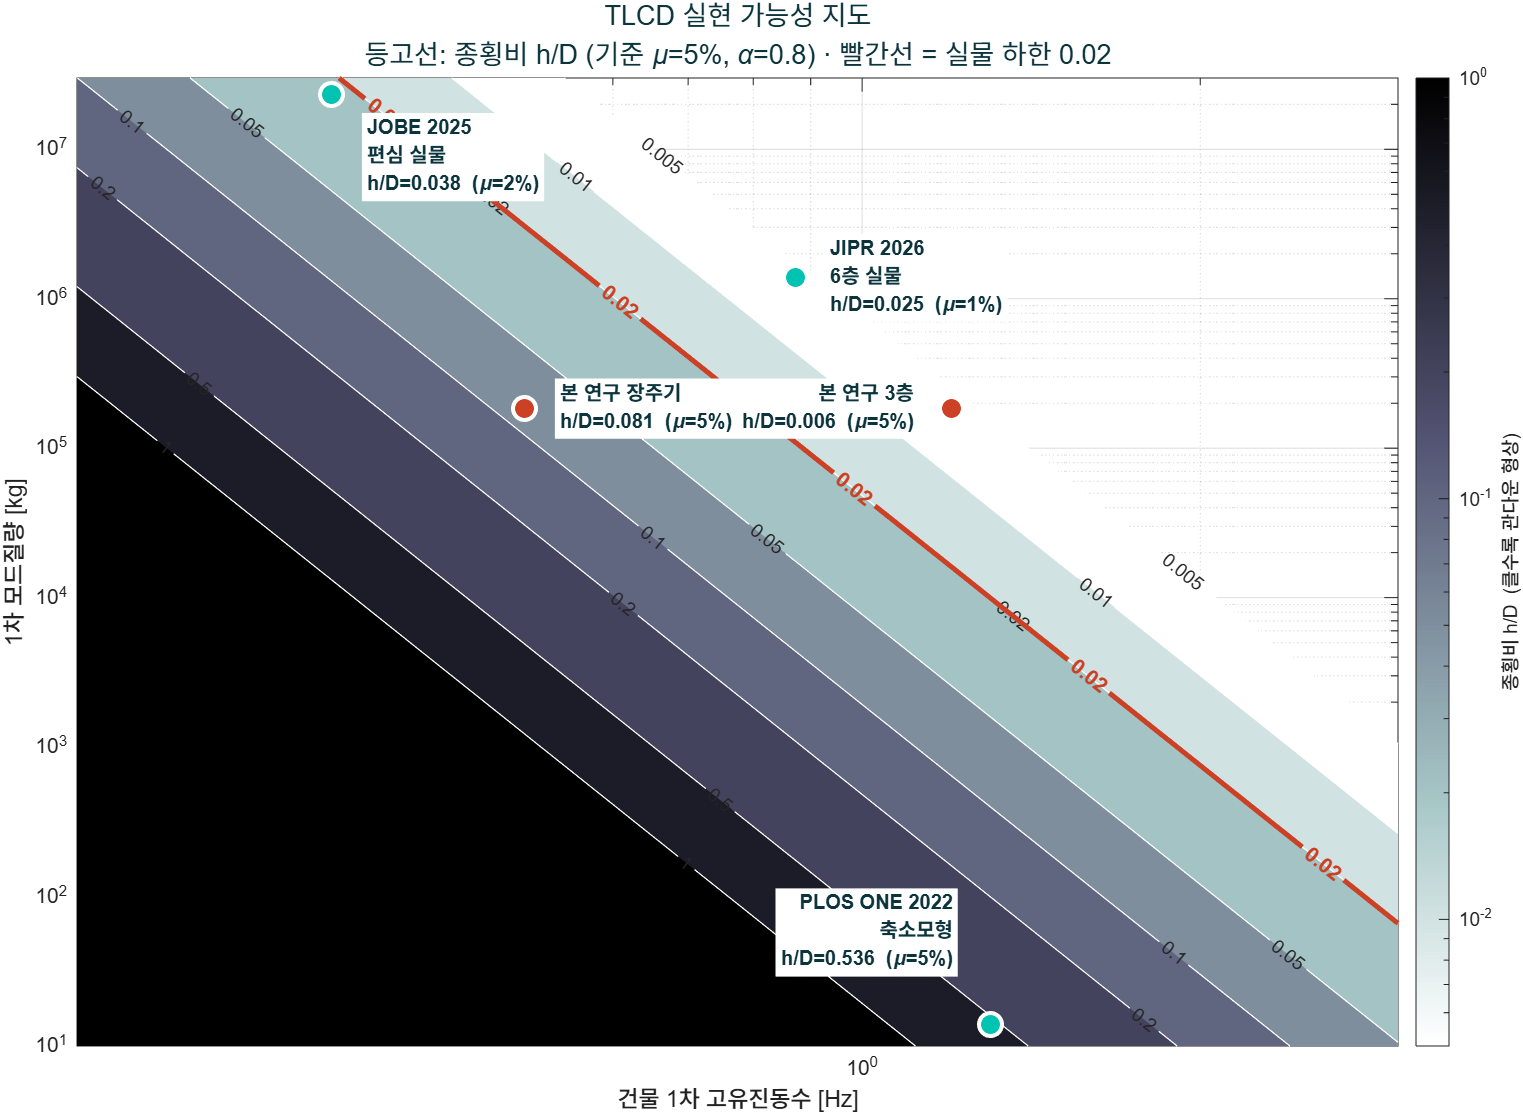 TLCD 실현 가능성 지도
등고선: 종횡비 h/D (기준 μ=5%, α=0.8) · 빨간선 = 실물 하한 0.02
10⁷
10⁶
10⁵
10⁴
10³
10²
10¹
1차 모드질량 [kg]
0.1
0.05
0.2
0.01
0.005
JOBE 2025
편심 실물
h/D=0.038 (μ=2%)
JIPR 2026
6층 실물
h/D=0.025 (μ=1%)
0.02
본 연구 장주기
h/D=0.081 (μ=5%)
본 연구 3층
h/D=0.006 (μ=5%)
0.5
1
0.02
0.1
0.05
0.2
0.01
0.005
0.02
0.02
0.5
1
0.02
PLOS ONE 2022
축소모형
h/D=0.536 (μ=5%)
0.1
0.05
0.2
10⁰
건물 1차 고유진동수 [Hz]
10⁰
10⁻¹
10⁻²
종횡비 h/D (클수록 관다운 형상)